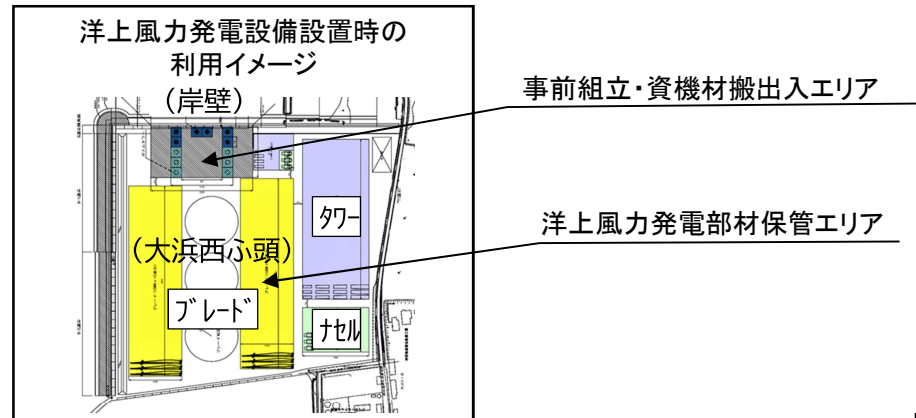 洋上風力発電設備設置時の
利用イメージ
（岸壁）
事前組立・資機材搬出入エリア
タワー
洋上風力発電部材保管エリア
（大浜西ふ頭）
ブレード
ナセル